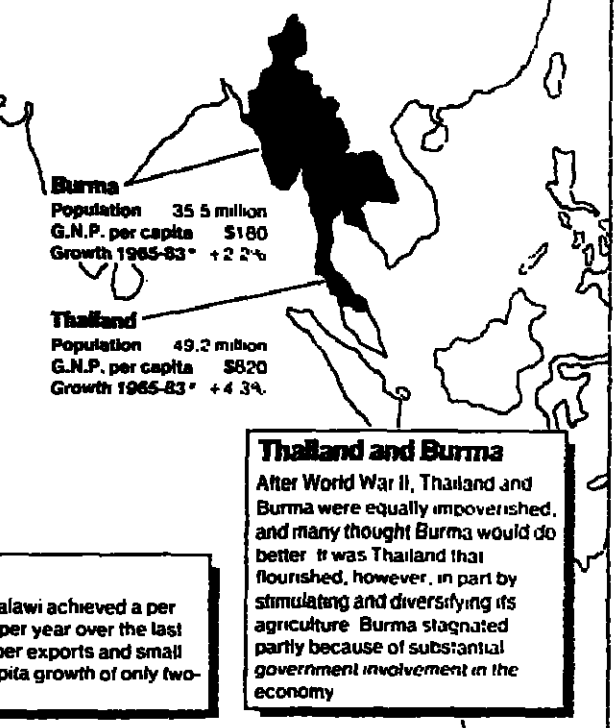 Burma
Population 35 5 million
G.N.P. per capita $180
Growth 1965-83* +2 2%
Thailand
Population 49.2 million
G.N.P. per capita $820
Growth 1965-83* +4 3%
Thailand and Burma
After World War II, Thailand and
Burma were equally impoverished,
and many thought Burma would do
better It was Thailand that
flourished, however, in part by
stimulating and diversifying its
agriculture Burma stagnated
partly because of substantial
government involvement in the
economy
alawi achieved a per
per year over the last
per exports and small
pita growth of only two-